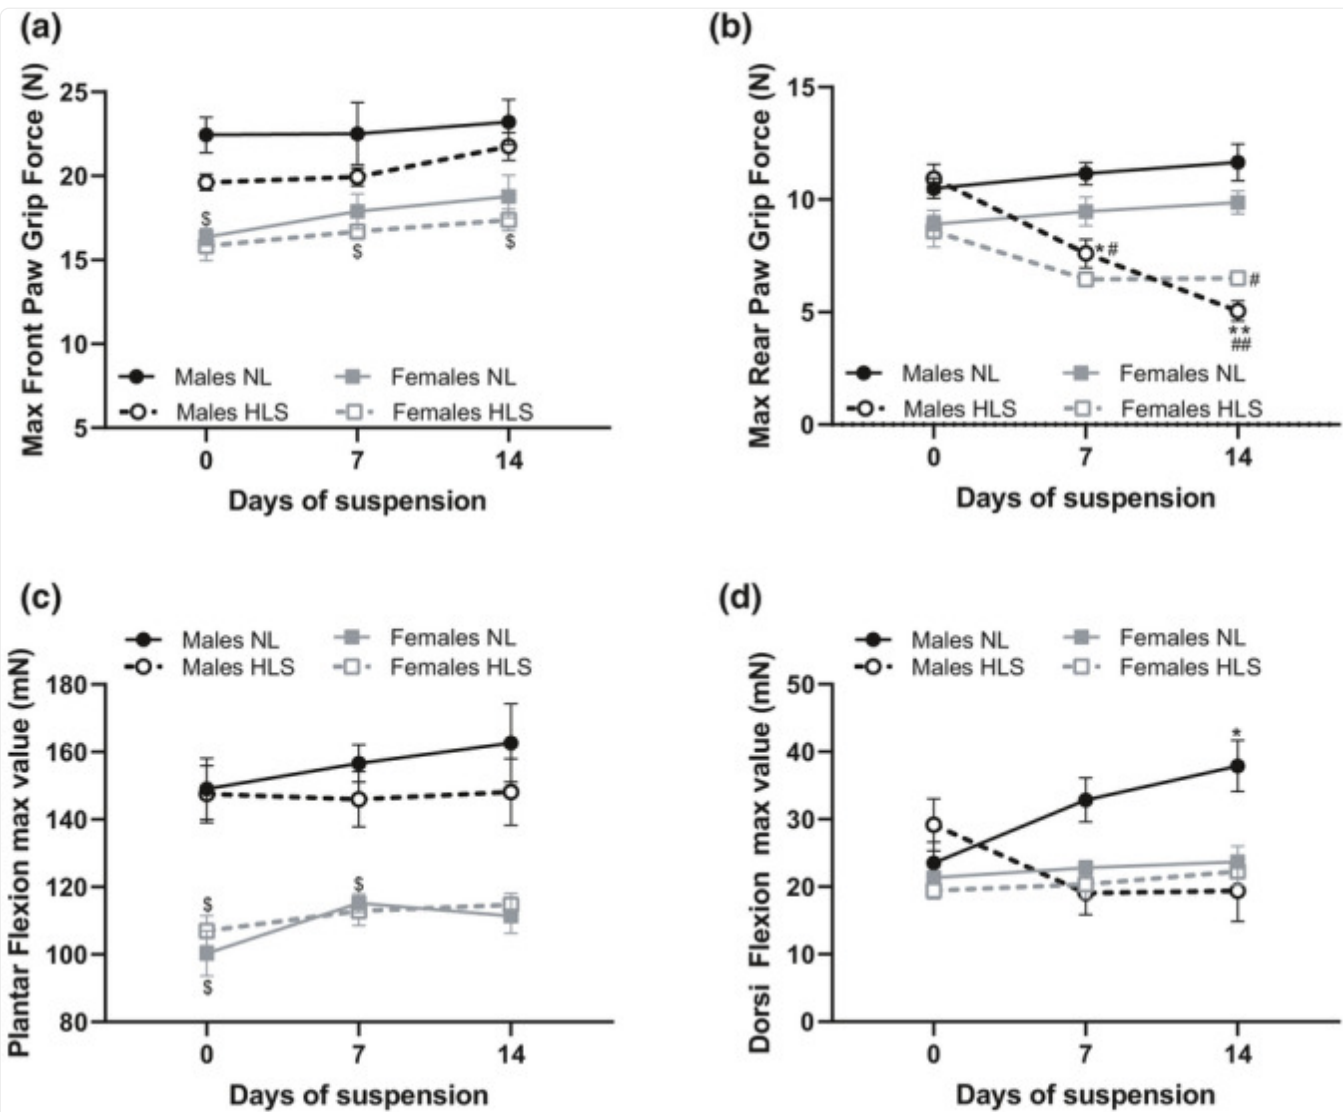 (a)
Max Front Paw Grip Force (N)
25
20
15
10
5
$
$
$
Males NL
Females NL
Males HLS
Females HLS
0 7 14
Days of suspension
(b)
Max Rear Paw Grip Force (N)
15
10
5
0
*#
#
**
##
Males NL
Females NL
Males HLS
Females HLS
0 7 14
Days of suspension
(c)
Males NL
Females NL
Males HLS
Females HLS
Plantar Flexion max value (mN)
180
160
140
120
100
80
$
$
$
0 7 14
Days of suspension
(d)
Males NL
Females NL
Males HLS
Females HLS
Dorsi Flexion max value (mN)
50
40
30
20
10
0
*
0 7 14
Days of suspension